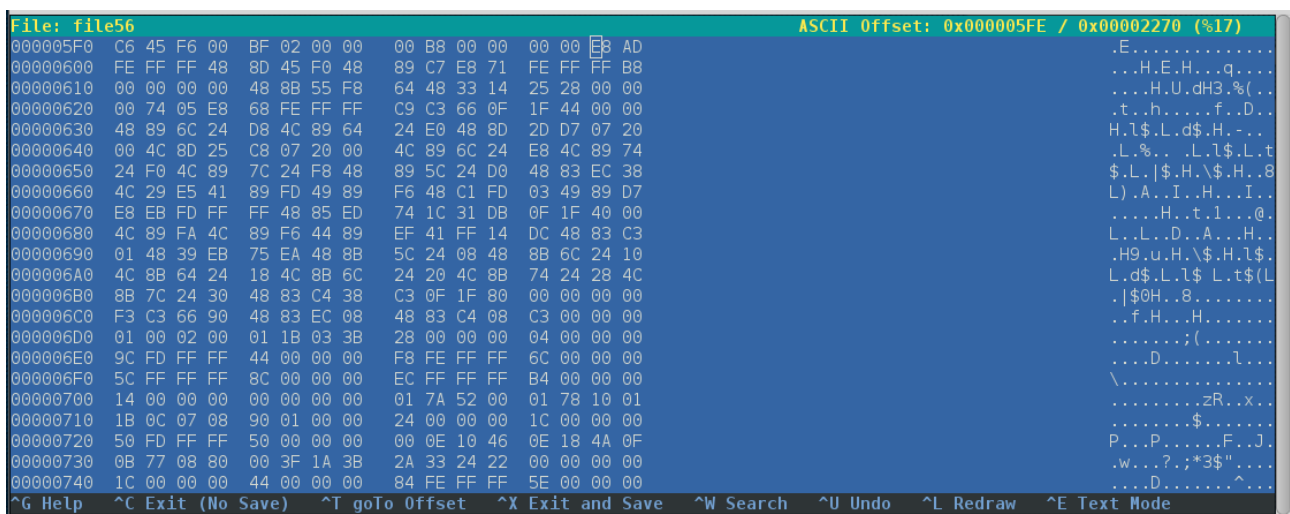 File: file56 ASCII Offset: 0x000005FE / 0x00002270 (%17)
000005F0 C6 45 F6 00 BF 02 00 00 00 B8 00 00 00 00 E8 AD .E..............
00000600 FE FF FF 48 8D 45 F0 48 89 C7 E8 71 FE FF FF B8 ...H.E.H...q....
00000610 00 00 00 00 48 8B 55 F8 64 48 33 14 25 28 00 00 ....H.U.dH3.%(..
00000620 00 74 05 E8 68 FE FF FF C9 C3 66 0F 1F 44 00 00 .t..h.....f..D..
00000630 48 89 6C 24 D8 4C 89 64 24 E0 48 8D 2D D7 07 20 H.l$.L.d$.H.-..
00000640 00 4C 8D 25 C8 07 20 00 4C 89 6C 24 E8 4C 89 74 .L.%.. .L.l$.L.t
00000650 24 F0 4C 89 7C 24 F8 48 89 5C 24 D0 48 83 EC 38 $.L.|$.H.\$.H..8
00000660 4C 29 E5 41 89 FD 49 89 F6 48 C1 FD 03 49 89 D7 L).A..I..H...I..
00000670 E8 EB FD FF FF 48 85 ED 74 1C 31 DB 0F 1F 40 00 .....H..t.1...@.
00000680 4C 89 FA 4C 89 F6 44 89 EF 41 FF 14 DC 48 83 C3 L..L..D..A...H..
00000690 01 48 39 EB 75 EA 48 8B 5C 24 08 48 8B 6C 24 10 .H9.u.H.\$.H.l$.
000006A0 4C 8B 64 24 18 4C 8B 6C 24 20 4C 8B 74 24 28 4C L.d$.L.l$ L.t$(L
000006B0 8B 7C 24 30 48 83 C4 38 C3 0F 1F 80 00 00 00 00 .|$0H..8........
000006C0 F3 C3 66 90 48 83 EC 08 48 83 C4 08 C3 00 00 00 ..f.H...H.......
000006D0 01 00 02 00 01 1B 03 3B 28 00 00 00 04 00 00 00 .......;(.......
000006E0 9C FD FF FF 44 00 00 00 F8 FE FF FF 6C 00 00 00 ....D.......l...
000006F0 5C FF FF FF 8C 00 00 00 EC FF FF FF B4 00 00 00 \...............
00000700 14 00 00 00 00 00 00 00 01 7A 52 00 01 78 10 01 .........zR..x..
00000710 1B 0C 07 08 90 01 00 00 24 00 00 00 1C 00 00 00 ........$.......
00000720 50 FD FF FF 50 00 00 00 00 0E 10 46 0E 18 4A 0F P...P......F..J.
00000730 0B 77 08 80 00 3F 1A 3B 2A 33 24 22 00 00 00 00 .w...?.;*3$"....
00000740 1C 00 00 00 44 00 00 00 84 FE FF FF 5E 00 00 00 ....D.......^...
^G Help ^C Exit (No Save) ^T goTo Offset ^X Exit and Save ^W Search ^U Undo ^L Redraw ^E Text Mode